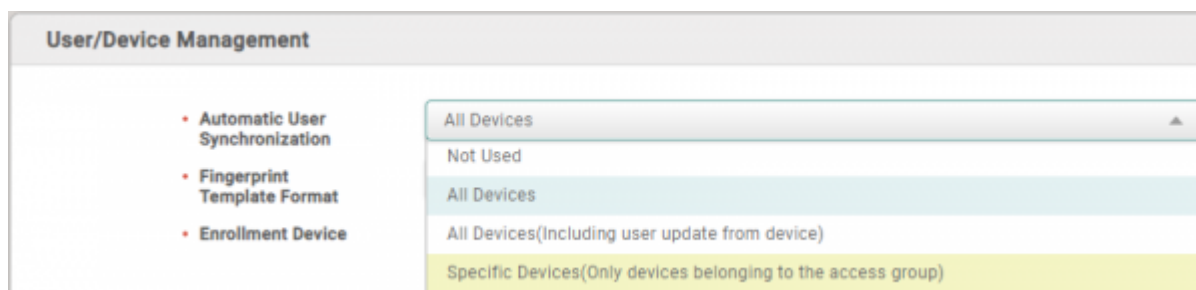 User/Device Management
Automatic User
Synchronization
All Devices
Not Used
Fingerprint
Template Format
All Devices
Enrollment Device
All Devices(Including user update from device)
Specific Devices(Only devices belonging to the access group)